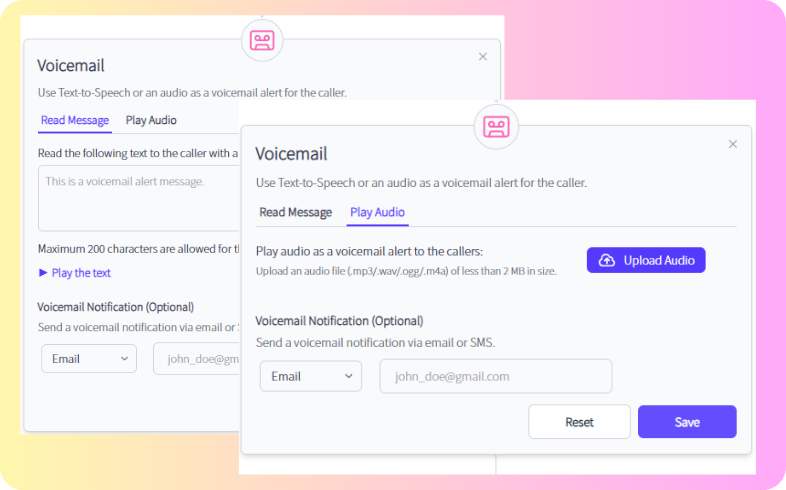 Voicemail
Use Text-to-Speech or an audio as a voicemail alert for the caller.
Read Message Play Audio
Read the following text to the caller with a
This is a voicemail alert message.
Maximum 200 characters are allowed for
Play the text
Voicemail Notification (Optional)
Send a voicemail notification via email or
Email
john_doe@gm
Voicemail
Use Text-to-Speech or an audio as a voicemail alert for the caller.
Read Message Play Audio
Play audio as a voicemail alert to the callers:
Upload an audio file (.mp3/.wav/.ogg/.m4a) of less than 2 MB in size.
Upload Audio
Voicemail Notification (Optional)
Send a voicemail notification via email or SMS.
Email
john_doe@gmail.com
Reset Save